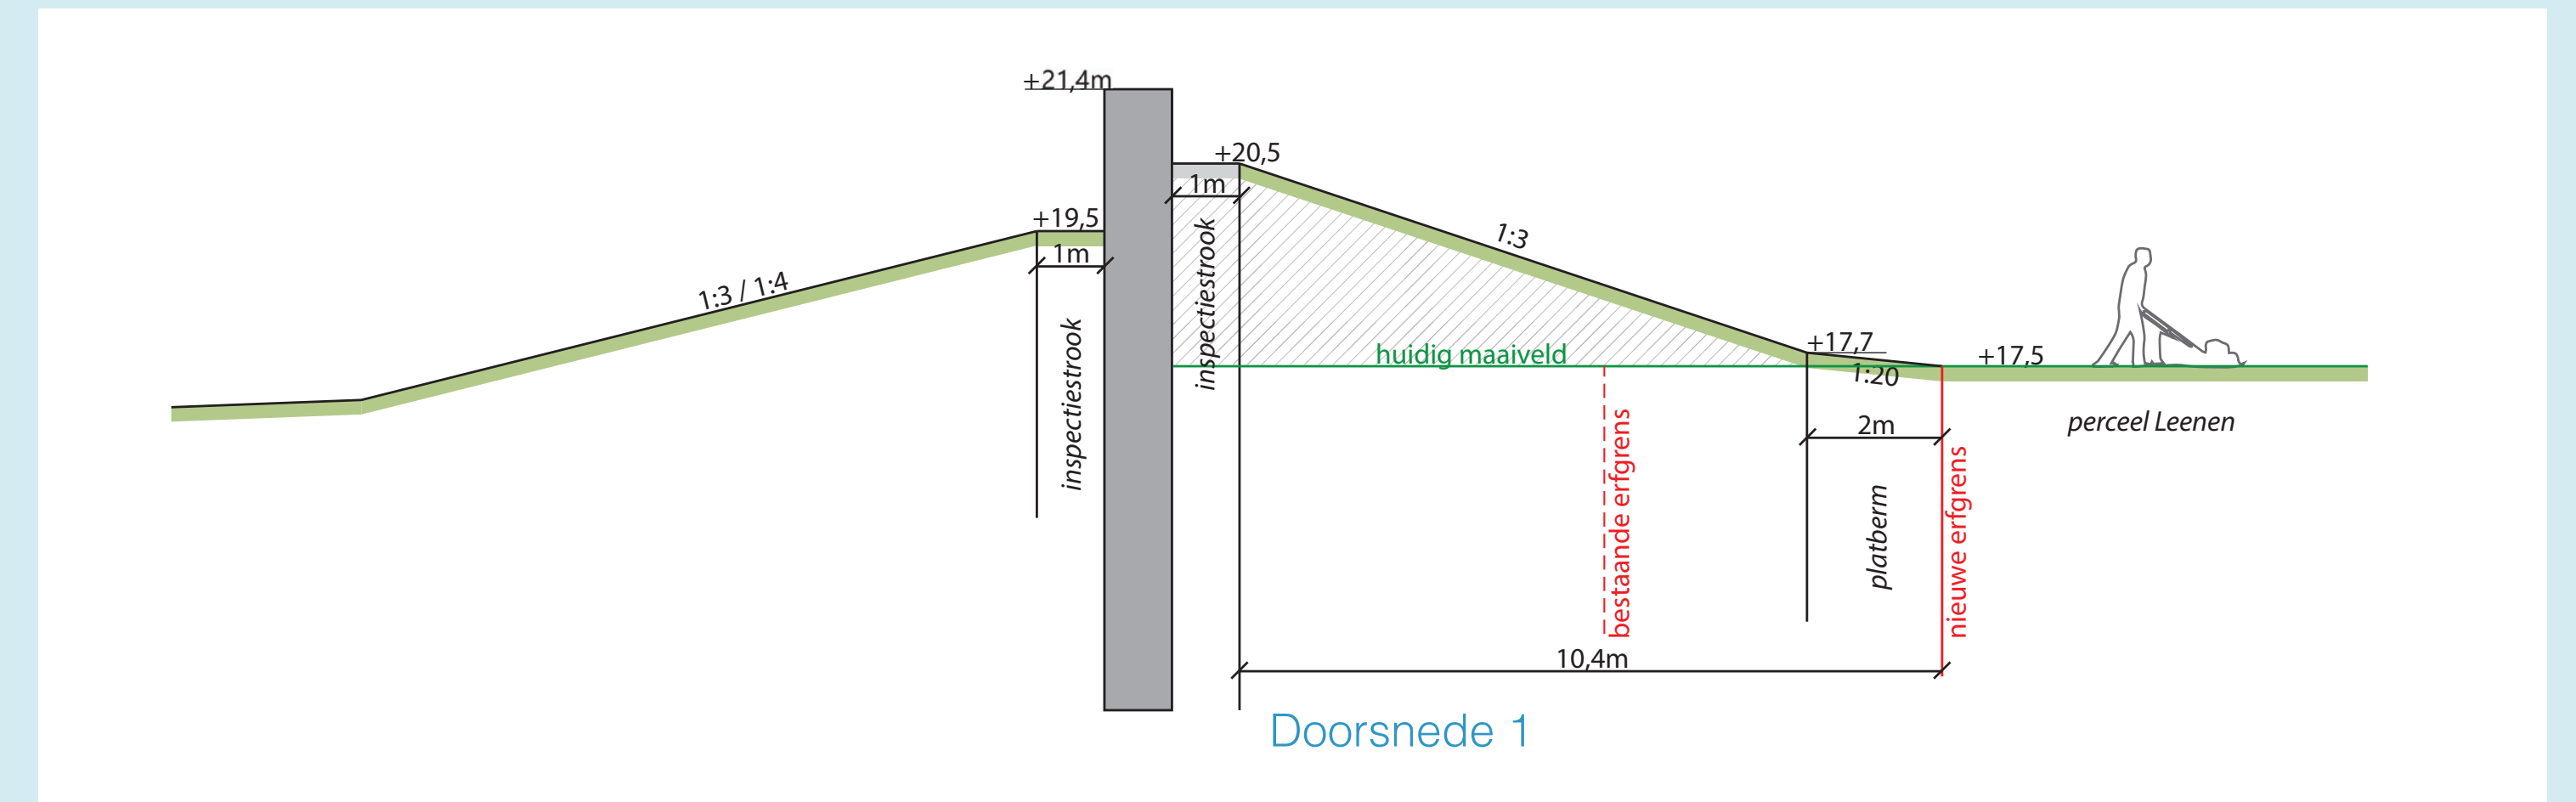 ±21,4m
+20,5
1m
+19,5
1m
1:3
1:3 / 1:4
inspectiestrook
inspectiestrook
huidig maaiveld
+17,7
1:20
+17,5
2m
perceel Leenen
bestaande erfgrens
platberm
nieuwe erfgrens
10,4m
Doorsnede 1